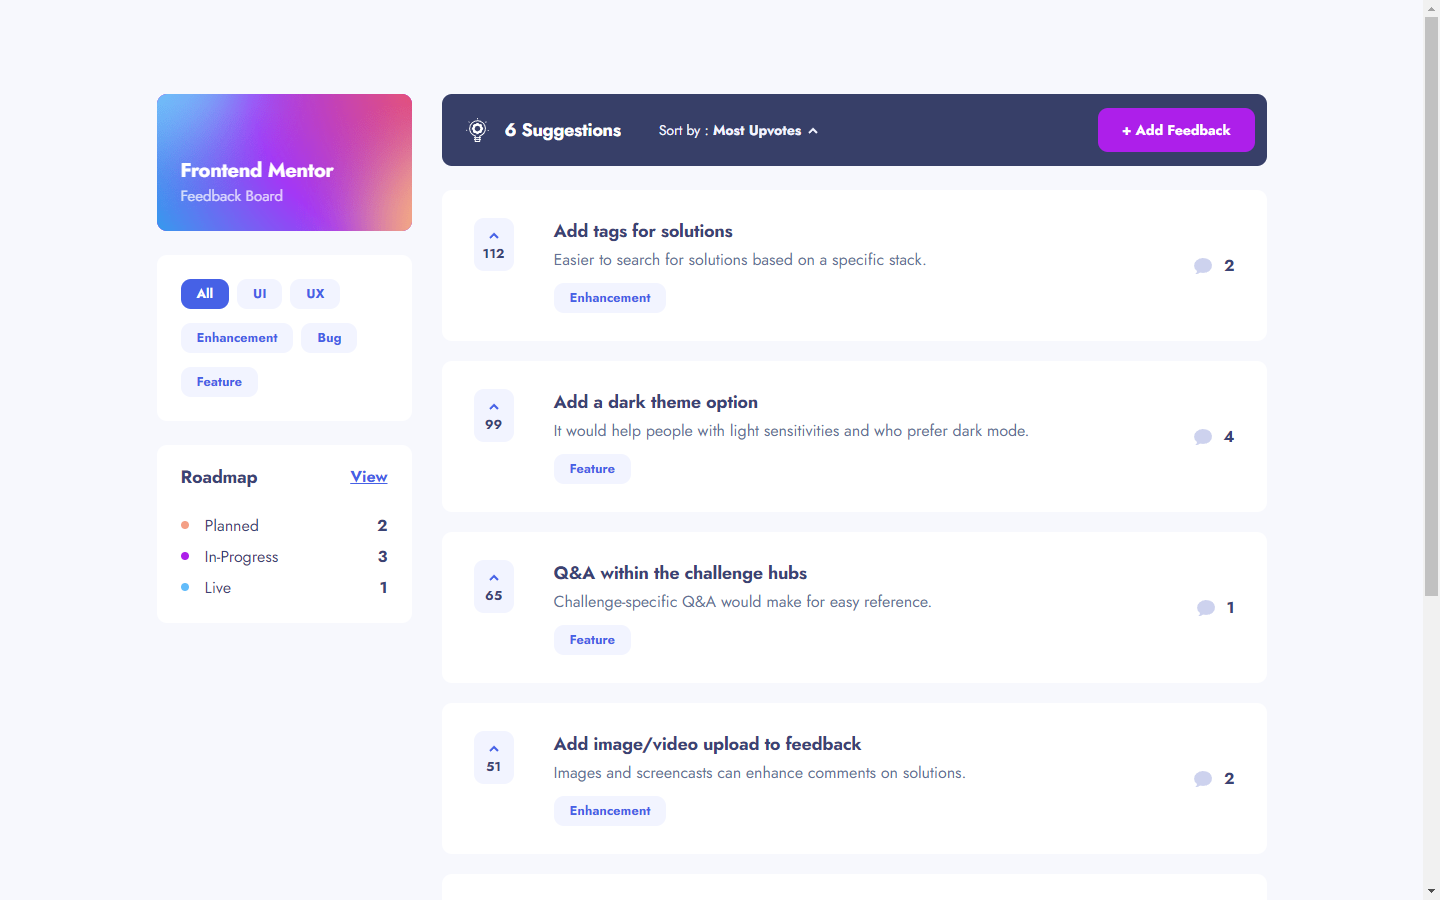 Frontend Mentor
Feedback Board
All UI UX
Enhancement Bug
Feature
Roadmap View
Planned 2
In-Progress 3
Live 1
6 Suggestions Sort by : Most Upvotes + Add Feedback
112
Add tags for solutions
Easier to search for solutions based on a specific stack.
Enhancement
2
99
Add a dark theme option
It would help people with light sensitivities and who prefer dark mode.
Feature
4
65
Q&A within the challenge hubs
Challenge-specific Q&A would make for easy reference.
Feature
1
51
Add image/video upload to feedback
Images and screencasts can enhance comments on solutions.
Enhancement
2